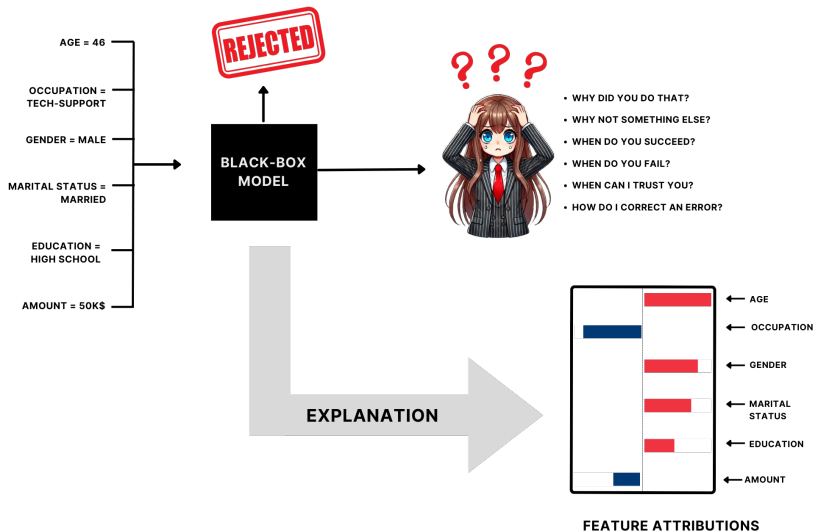 AGE = 46
OCCUPATION =
TECH-SUPPORT
GENDER = MALE
MARITAL STATUS =
MARRIED
EDUCATION =
HIGH SCHOOL
AMOUNT = 50K$
REJECTED
BLACK-BOX
MODEL
? ? ?
• WHY DID YOU DO THAT?
• WHY NOT SOMETHING ELSE?
• WHEN DO YOU SUCCEED?
• WHEN DO YOU FAIL?
• WHEN CAN I TRUST YOU?
• HOW DO I CORRECT AN ERROR?
EXPLANATION
AGE
OCCUPATION
GENDER
MARITAL
STATUS
EDUCATION
AMOUNT
FEATURE ATTRIBUTIONS